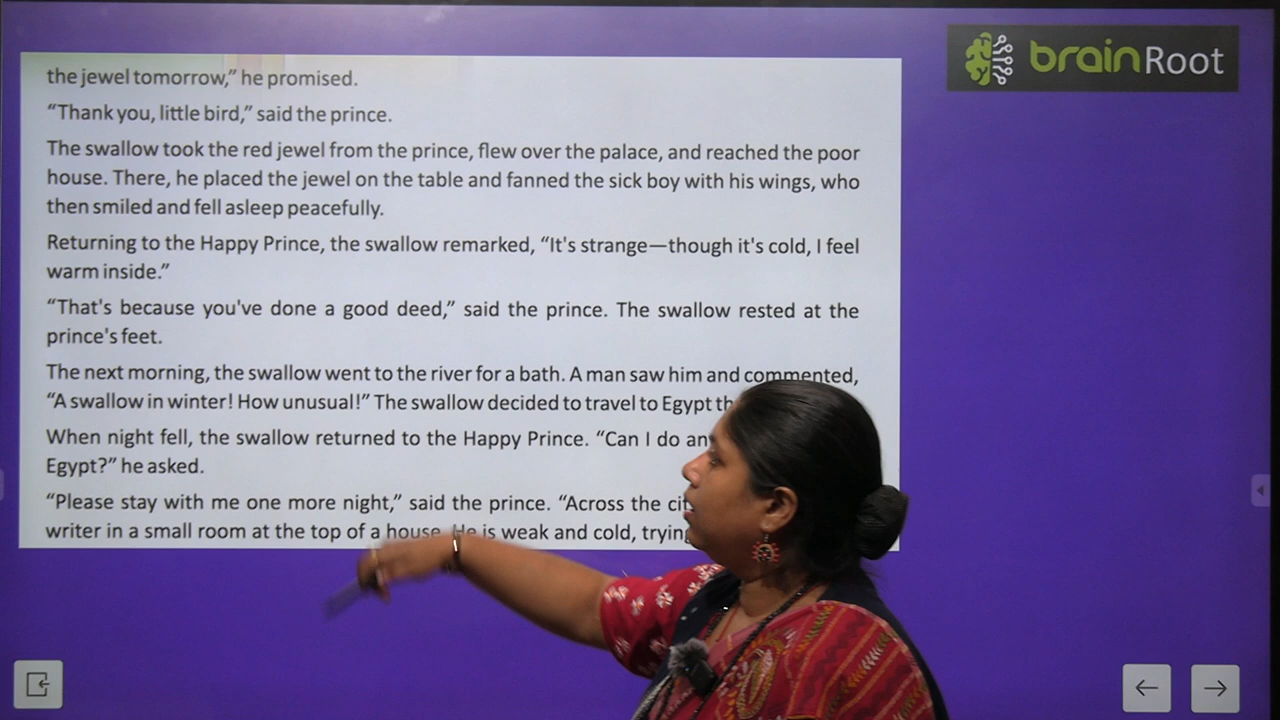 brainRoot
the jewel tomorrow,” he promised.
“Thank you, little bird,” said the prince.
The swallow took the red jewel from the prince, flew over the palace, and reached the poor
house. There, he placed the jewel on the table and fanned the sick boy with his wings, who
then smiled and fell asleep peacefully.
Returning to the Happy Prince, the swallow remarked, “It's strange—though it's cold, I feel
warm inside.”
“That's because you've done a good deed,” said the prince. The swallow rested at the
prince's feet.
The next morning, the swallow went to the river for a bath. A man saw him and commented,
“A swallow in winter! How unusual!” The swallow decided to travel to Egypt
When night fell, the swallow returned to the Happy Prince. “Can I do
Egypt?” he asked.
“Please stay with me one more night,” said the prince. “Across the
writer in a small room at the top of a house. He is weak and cold,